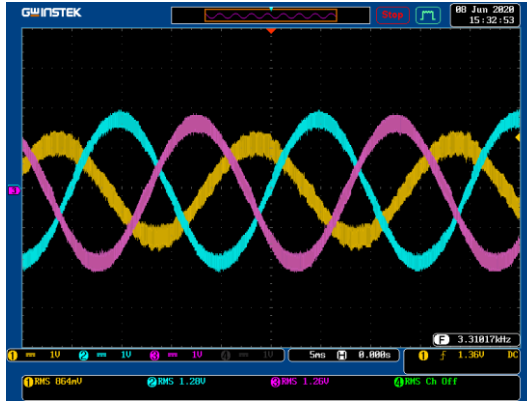 GWINSTEK
Stop
08 Jun 2020
15:32:53
3
F 3.31017kHz
1 1V 2 1V 3 1V 4 1V 5ms H 0.000s 1 1.36V DC
1 RMS 864mV 2 RMS 1.28V 3 RMS 1.26V 4 RMS Ch Off